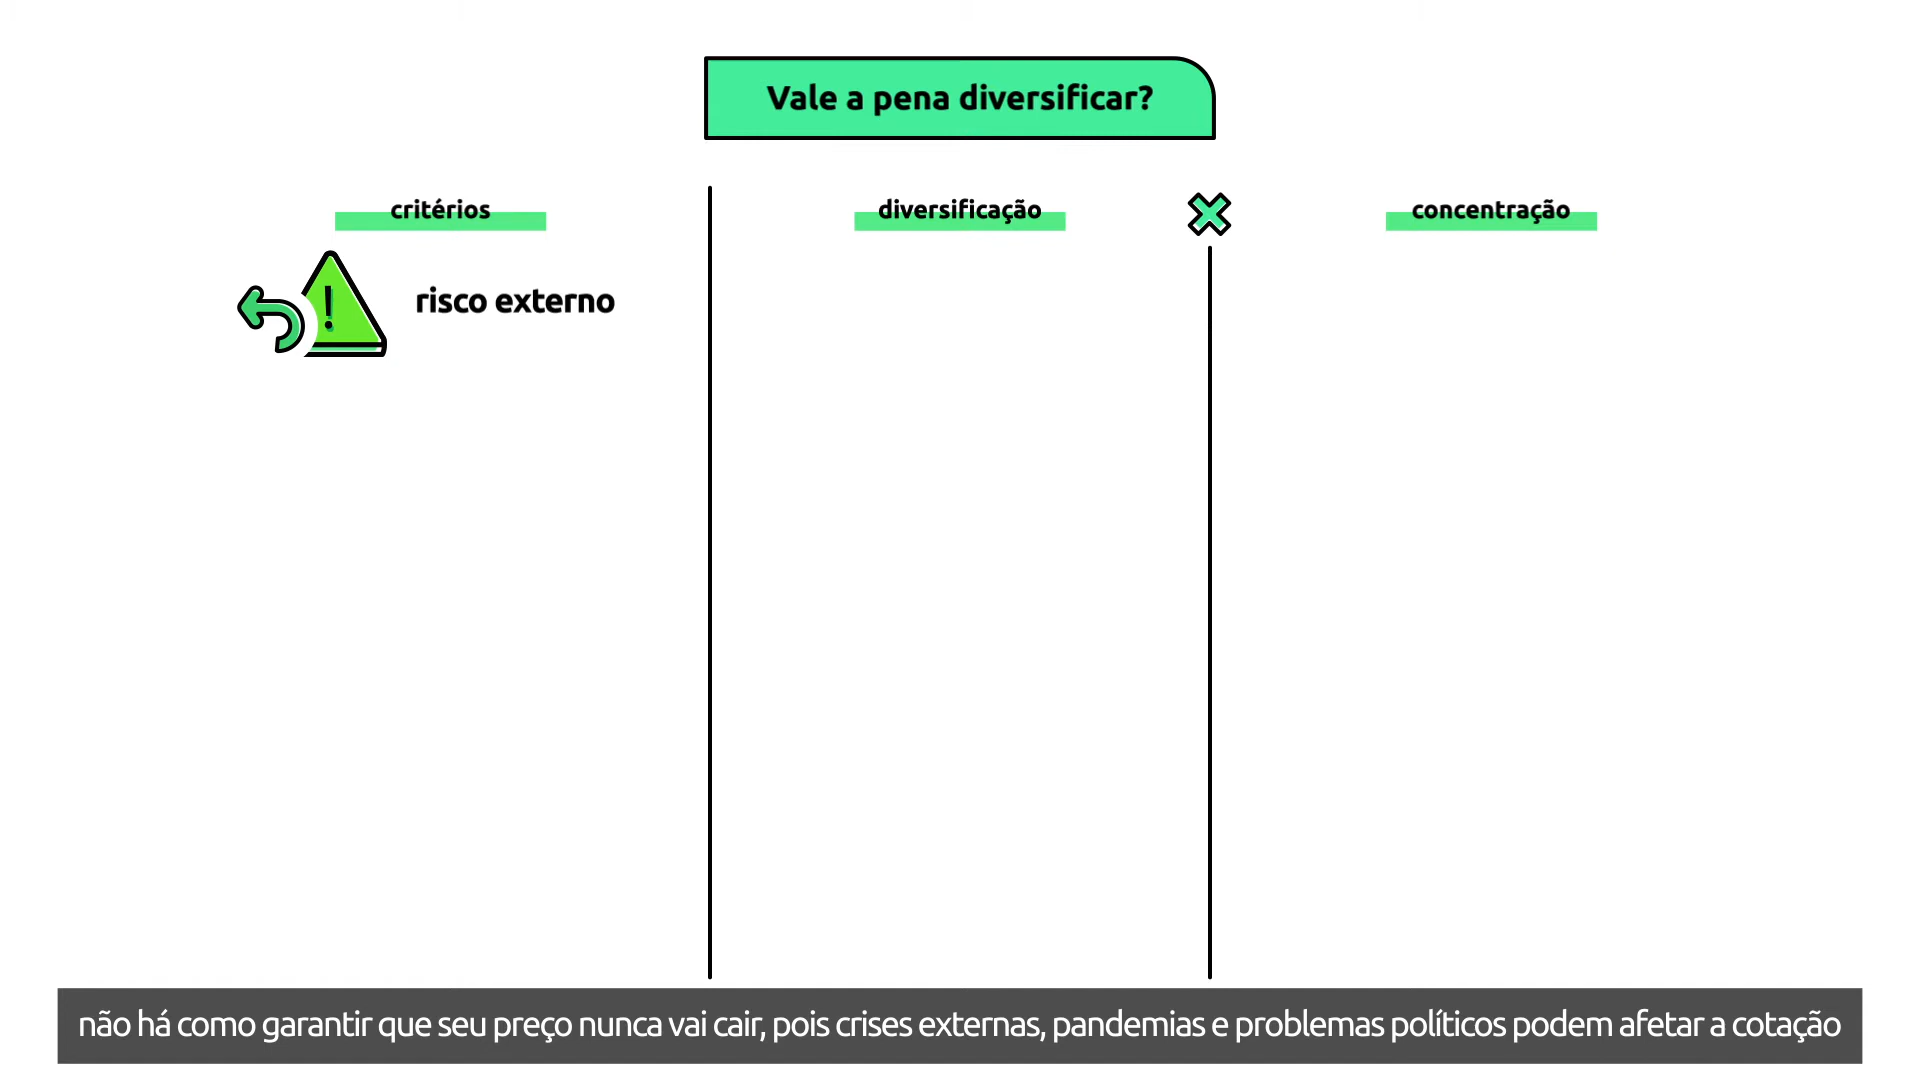 Vale a pena diversificar?
critérios
diversificação
concentração
! risco externo
não há como garantir que seu preço nunca vai cair, pois crises externas, pandemias e problemas políticos podem afetar a cotação